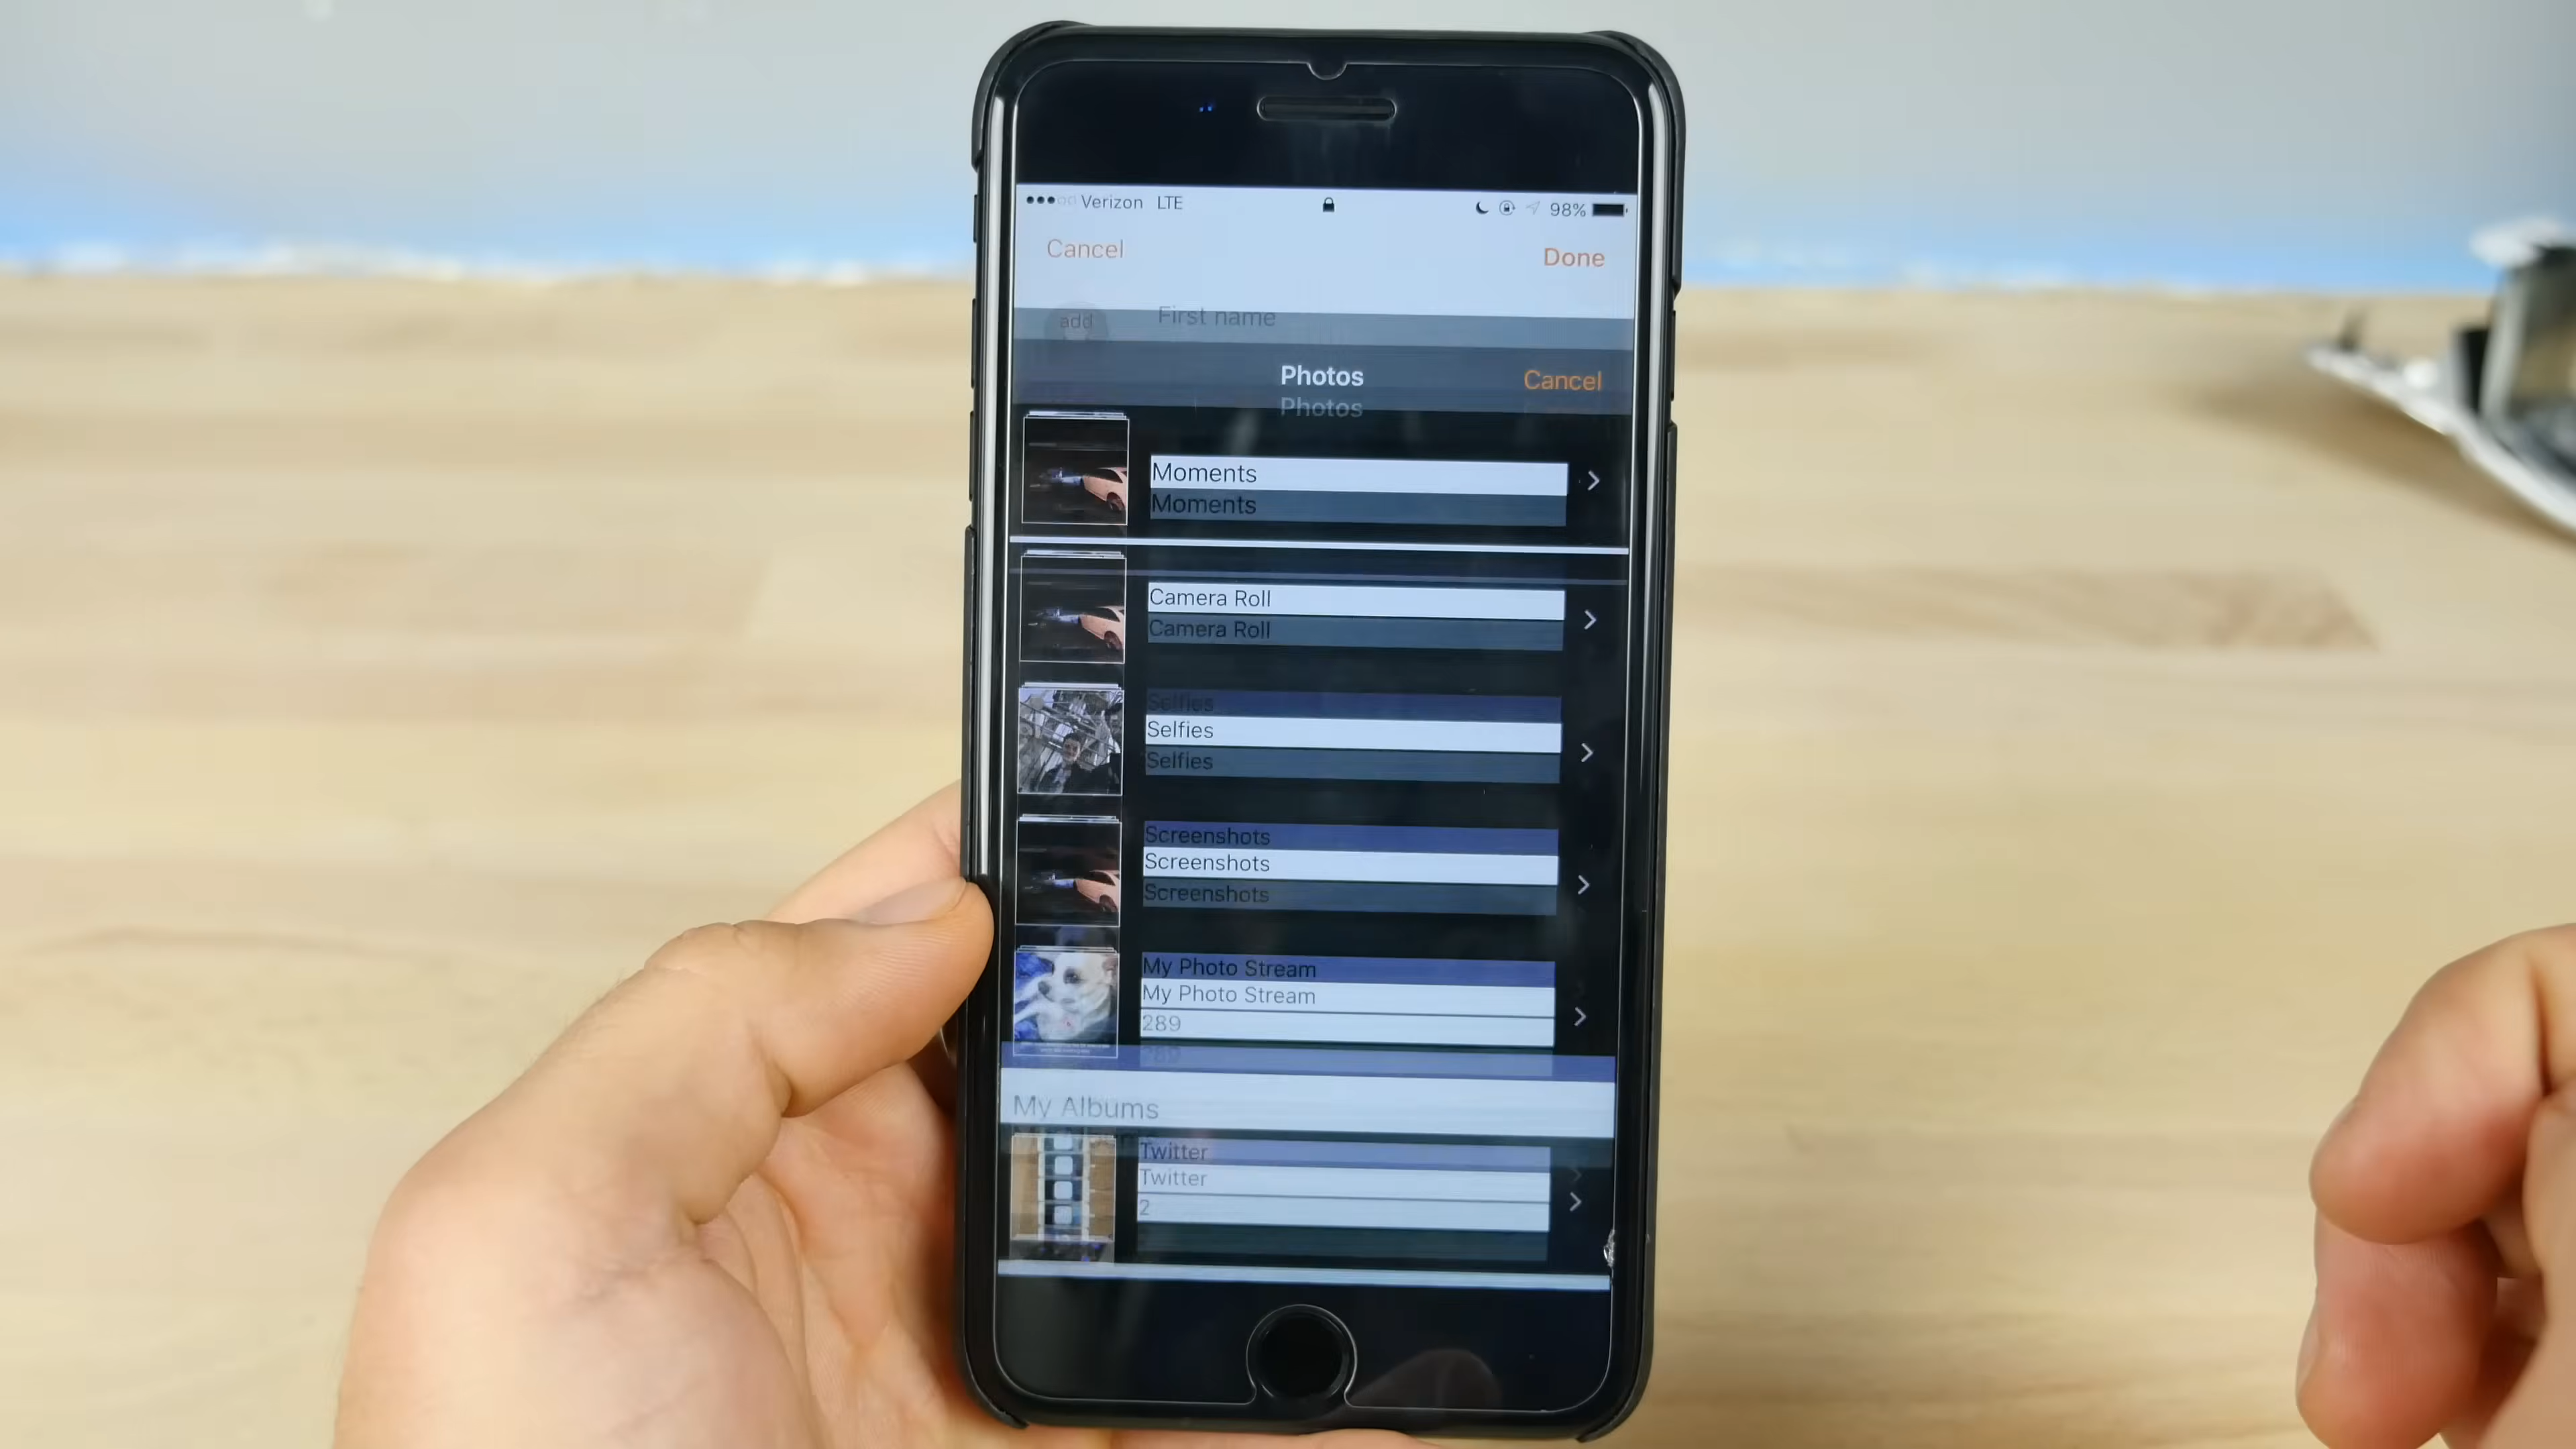 Verizon LTE 98%
Cancel Done
add First name
Photos Cancel
Photos
Moments
Moments
Camera Roll
Camera Roll
Selfies
Selfies
Selfies
Screenshots
Screenshots
Screenshots
My Photo Stream
My Photo Stream
289
289
My Albums
Twitter
Twitter
2